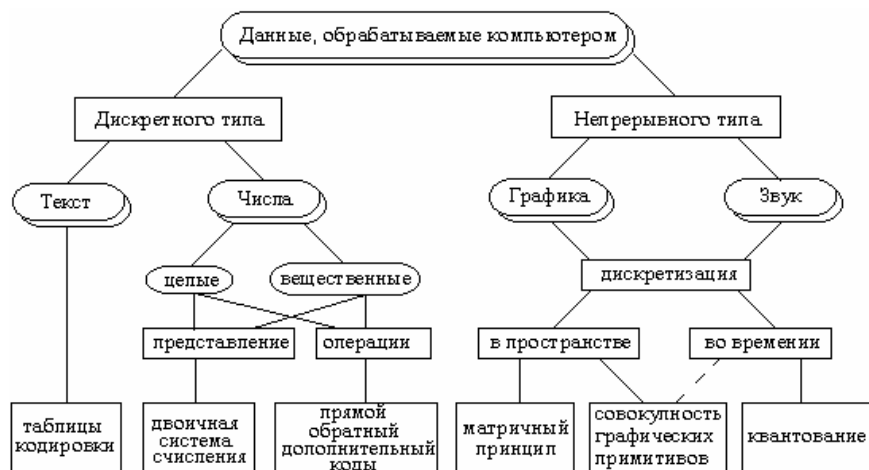 Данные, обрабатываемые компьютером
Дискретного типа
Непрерывного типа
Текст
Числа
Графика
Звук
целые
вещественные
дискретизация
представление
операции
в пространстве
во времении
таблицы
кодировки
двоичная
система
счисления
прямой
обратный
дополнительный
коды
матричный
принцип
совокупность
графических
примитивов
квантование